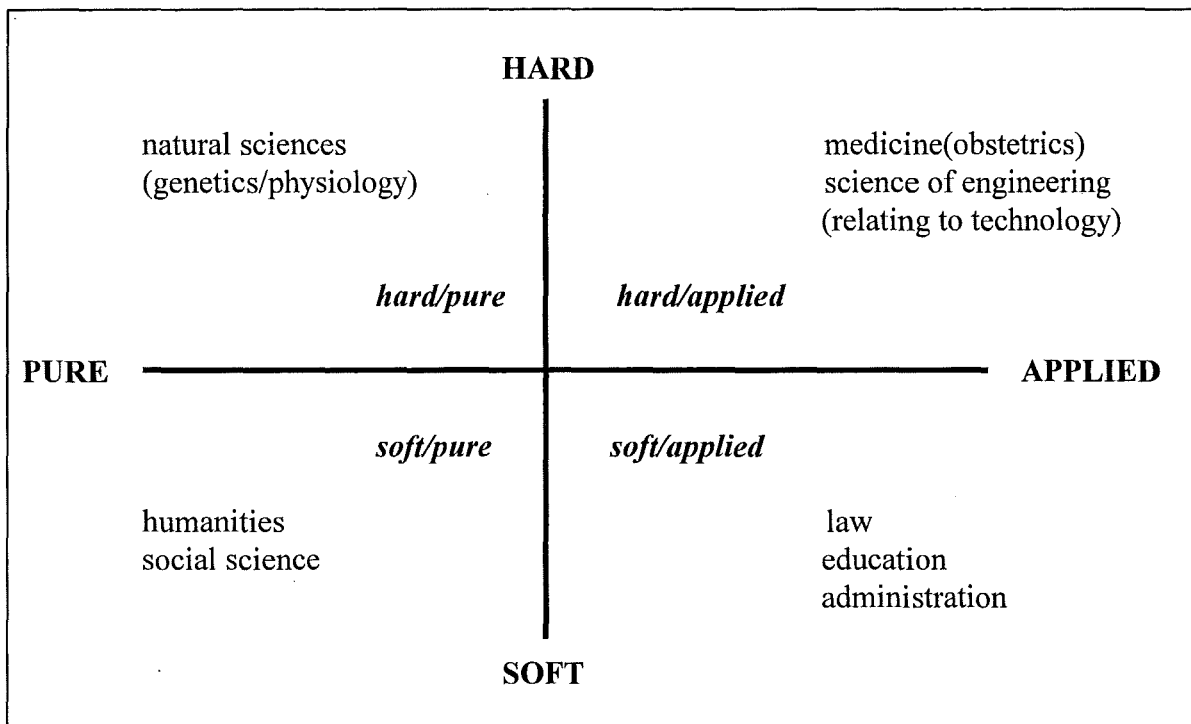 HARD
natural sciences
(genetics/physiology)
medicine(obstetrics)
science of engineering
(relating to technology)
hard/pure
hard/applied
PURE
APPLIED
soft/pure
soft/applied
humanities
social science
law
education
administration
SOFT